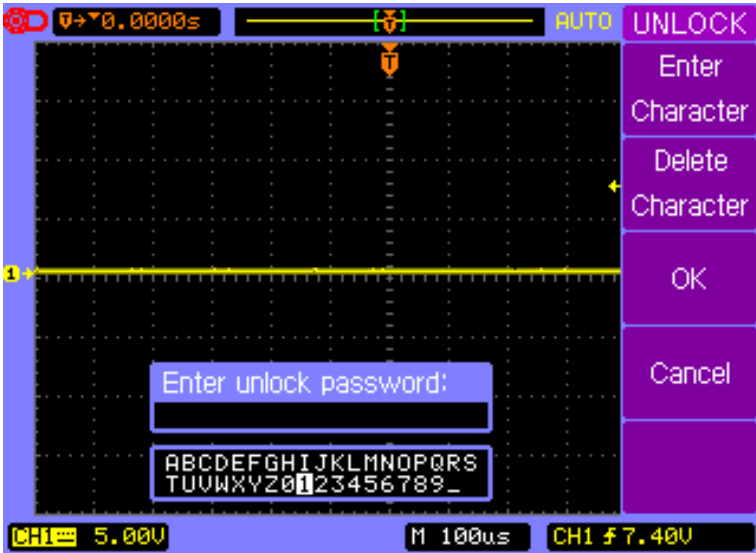 0.0000s
T
AUTO
UNLOCK
T
Enter
Character
Delete
Character
1
OK
Enter unlock password:
Cancel
ABCDEFGHIJKLMNOPQRS
TUVWXYZ0123456789_
CH1 5.00V
M 100us
CH1 7.40V